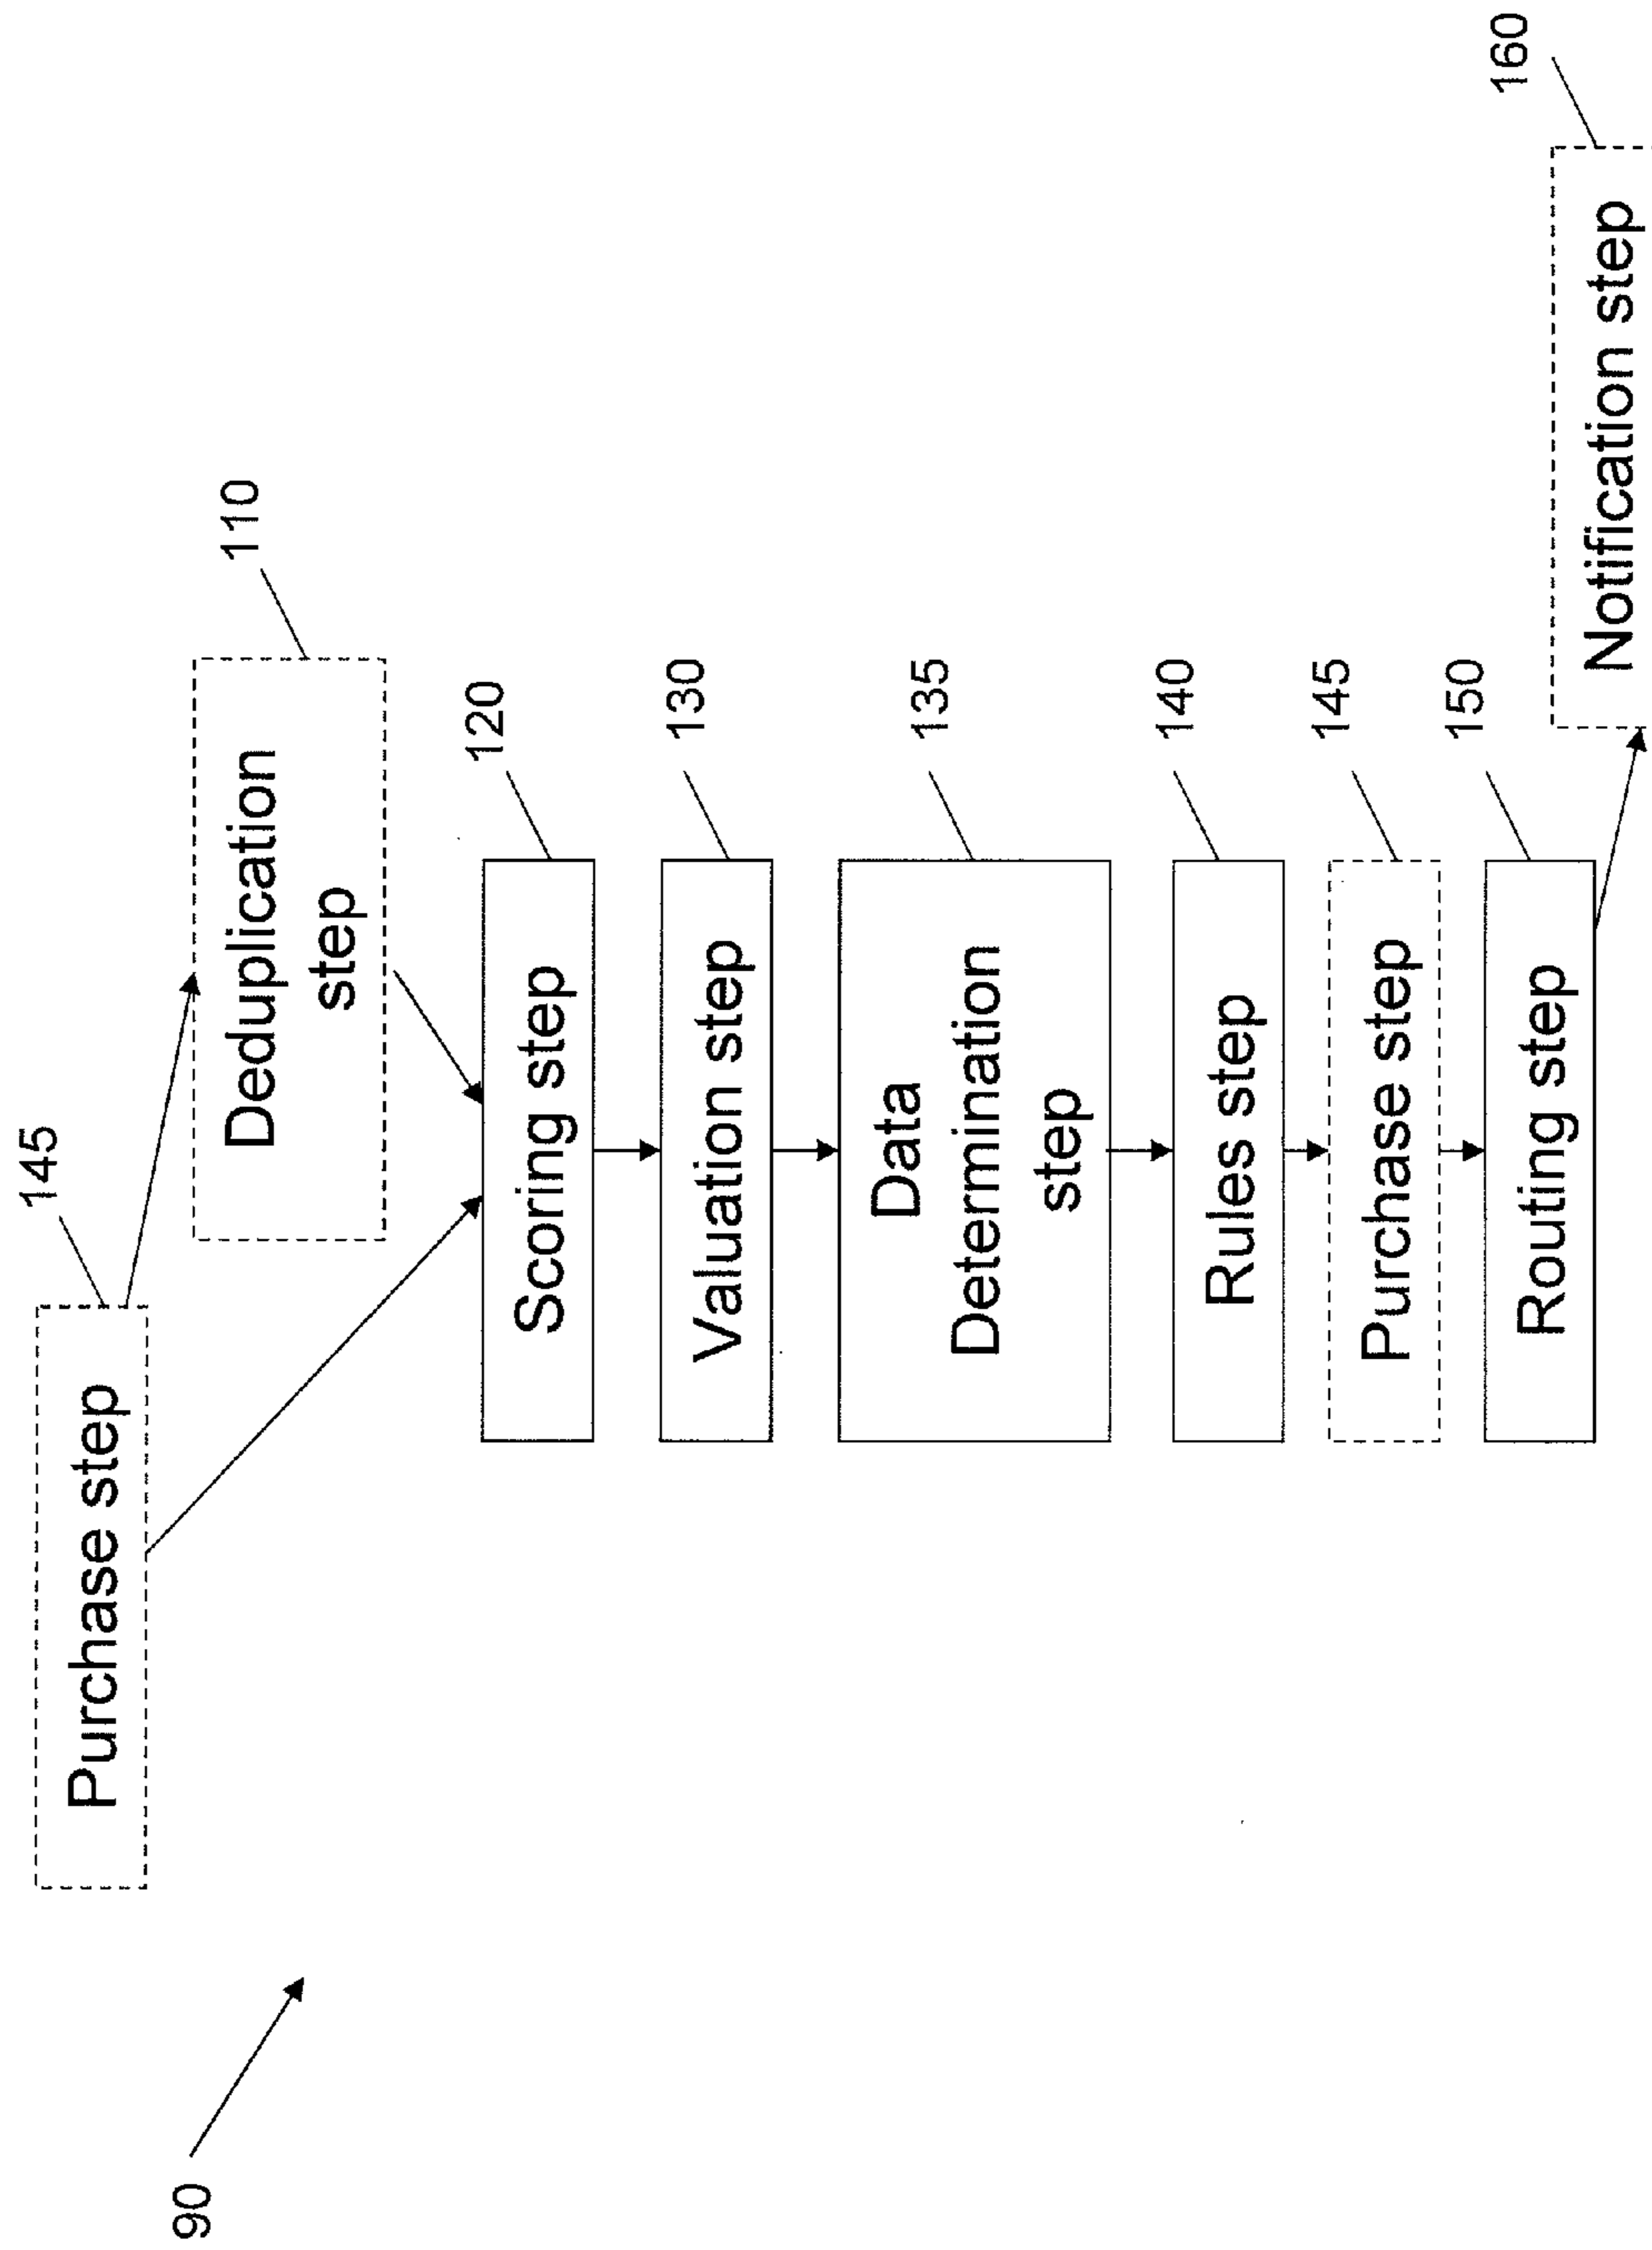 145
Purchase step
110
Deduplication
step
120
Scoring step
130
Valuation step
135
Data
Determination
step
140
Rules step
145
Purchase step
150
Routing step
160
Notification step
90